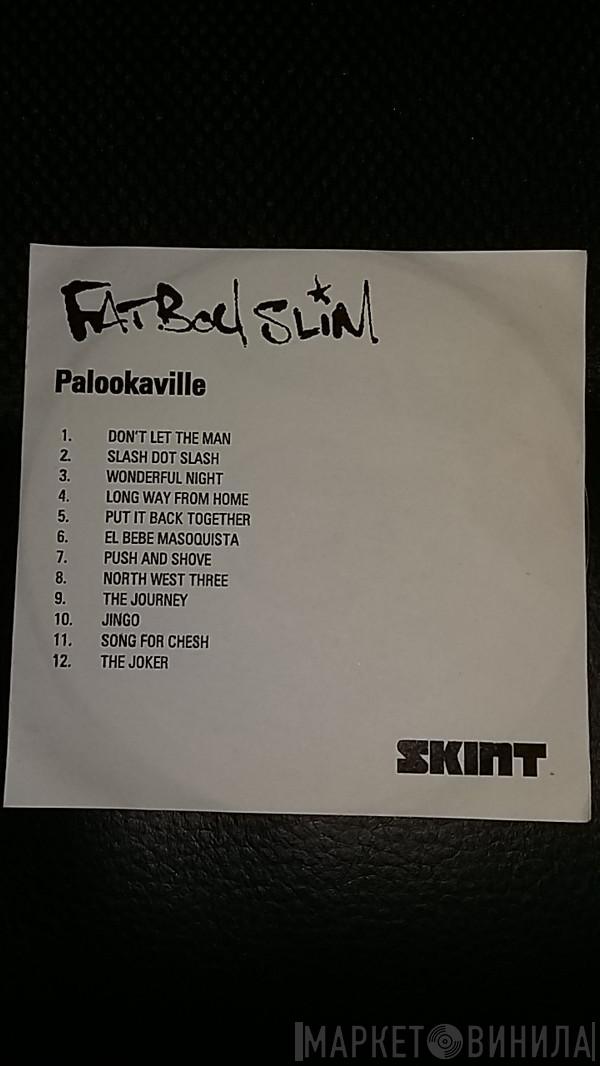 FATBOY SLIM
Palookaville
1. DON'T LET THE MAN
2. SLASH DOT SLASH
3. WONDERFUL NIGHT
4. LONG WAY FROM HOME
5. PUT IT BACK TOGETHER
6. EL BEBE MASOQUISTA
7. PUSH AND SHOVE
8. NORTH WEST THREE
9. THE JOURNEY
10. JINGO
11. SONG FOR CHESH
12. THE JOKER
SKINT
МАРКЕТ ВИНИЛА